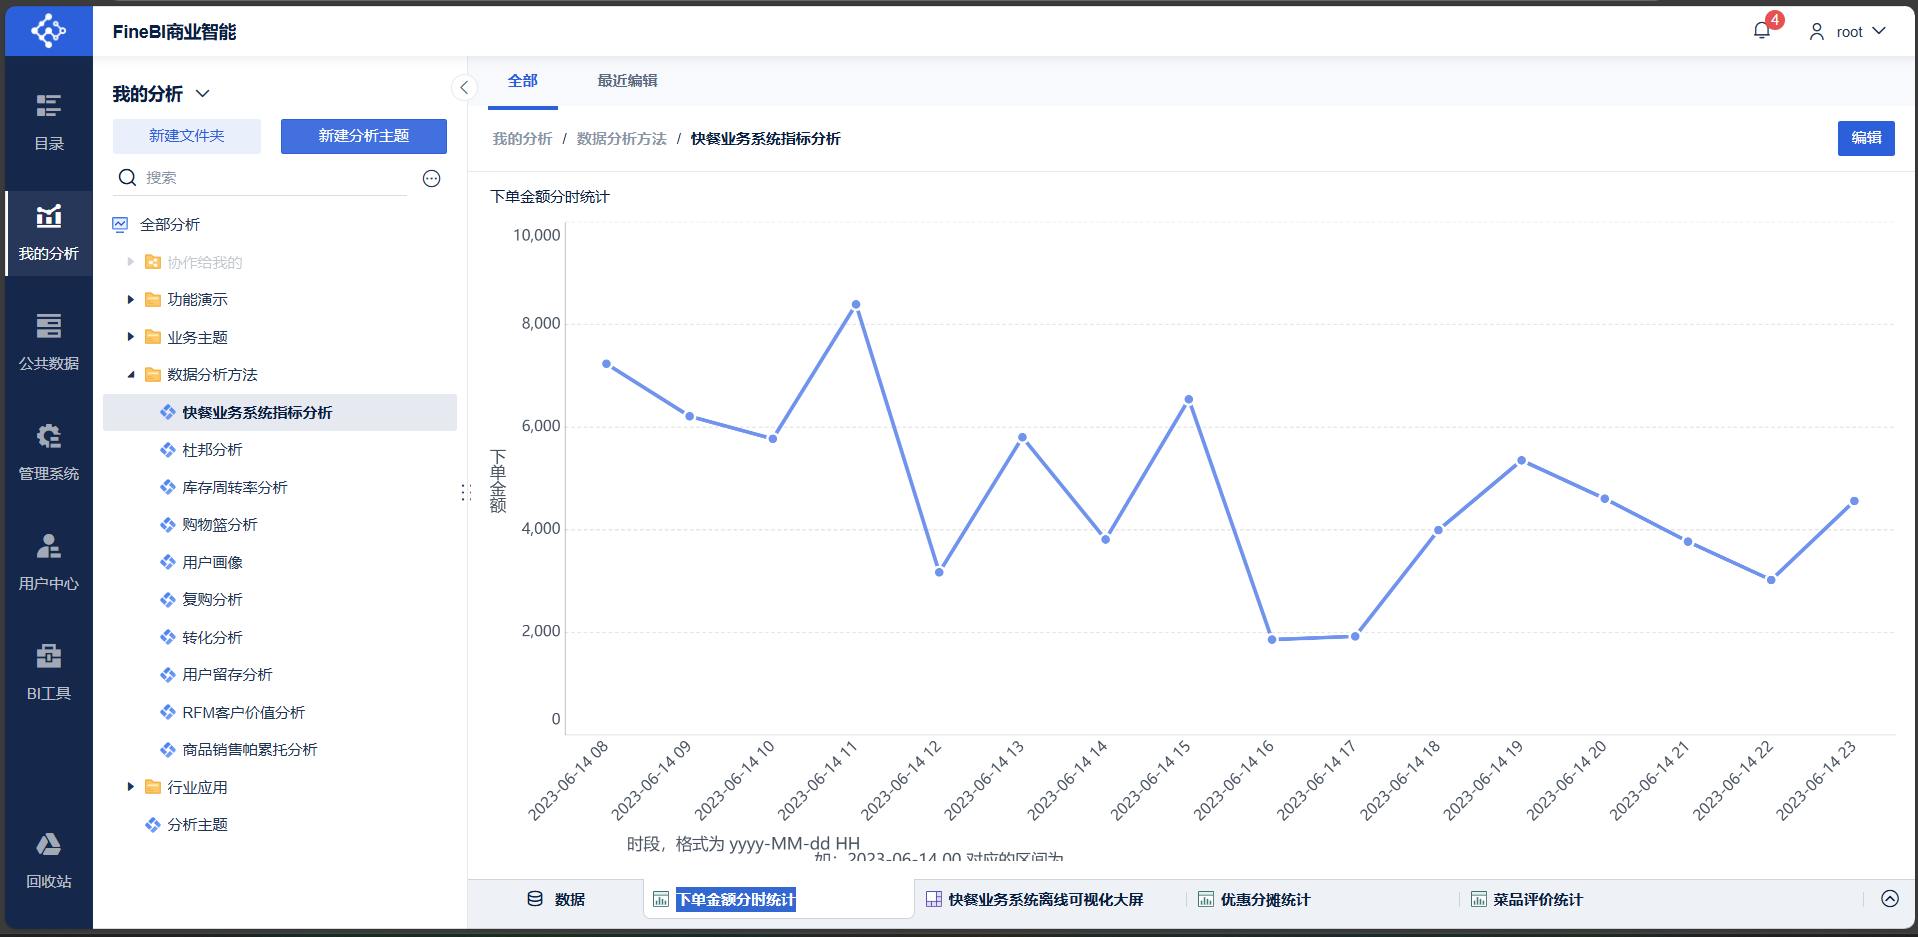 FineBI商业智能
4
root
目录
我的分析
公共数据
管理系统
用户中心
BI工具
回收站
我的分析
新建文件夹
新建分析主题
搜索
全部分析
协作给我的
功能演示
业务主题
数据分析方法
快餐业务系统指标分析
杜邦分析
库存周转率分析
购物篮分析
用户画像
复购分析
转化分析
用户留存分析
RFM客户价值分析
商品销售帕累托分析
行业应用
分析主题
全部
最近编辑
我的分析 / 数据分析方法 / 快餐业务系统指标分析
编辑
下单金额分时统计
10,000
8,000
6,000
4,000
2,000
0
下单金额
2023-06-14 08
2023-06-14 09
2023-06-14 10
2023-06-14 11
2023-06-14 12
2023-06-14 13
2023-06-14 14
2023-06-14 15
2023-06-14 16
2023-06-14 17
2023-06-14 18
2023-06-14 19
2023-06-14 20
2023-06-14 21
2023-06-14 22
2023-06-14 23
时段，格式为 yyyy-MM-dd HH
如：2023-06-14 00 对应的区间为
数据
下单金额分时统计
快餐业务系统离线可视化大屏
优惠分摊统计
菜品评价统计